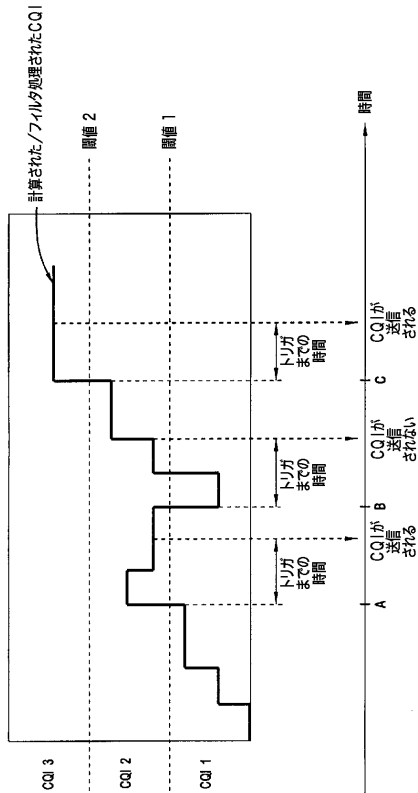 計算された/フィルタ処理されたCQI
閾値 2
閾値 1
CQI 3
CQI 2
CQI 1
トリガ
までの
時間
トリガ
までの
時間
トリガ
までの
時間
A
CQIが
送信
される
B
CQIが
送信
されない
C
CQIが
送信
される
時間